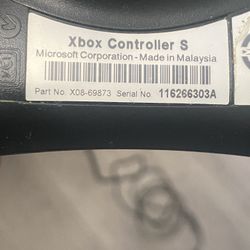 Xbox Controller S
Microsoft Corporation - Made in Malaysia
Part No. X08-69873 Serial No. 116266303A